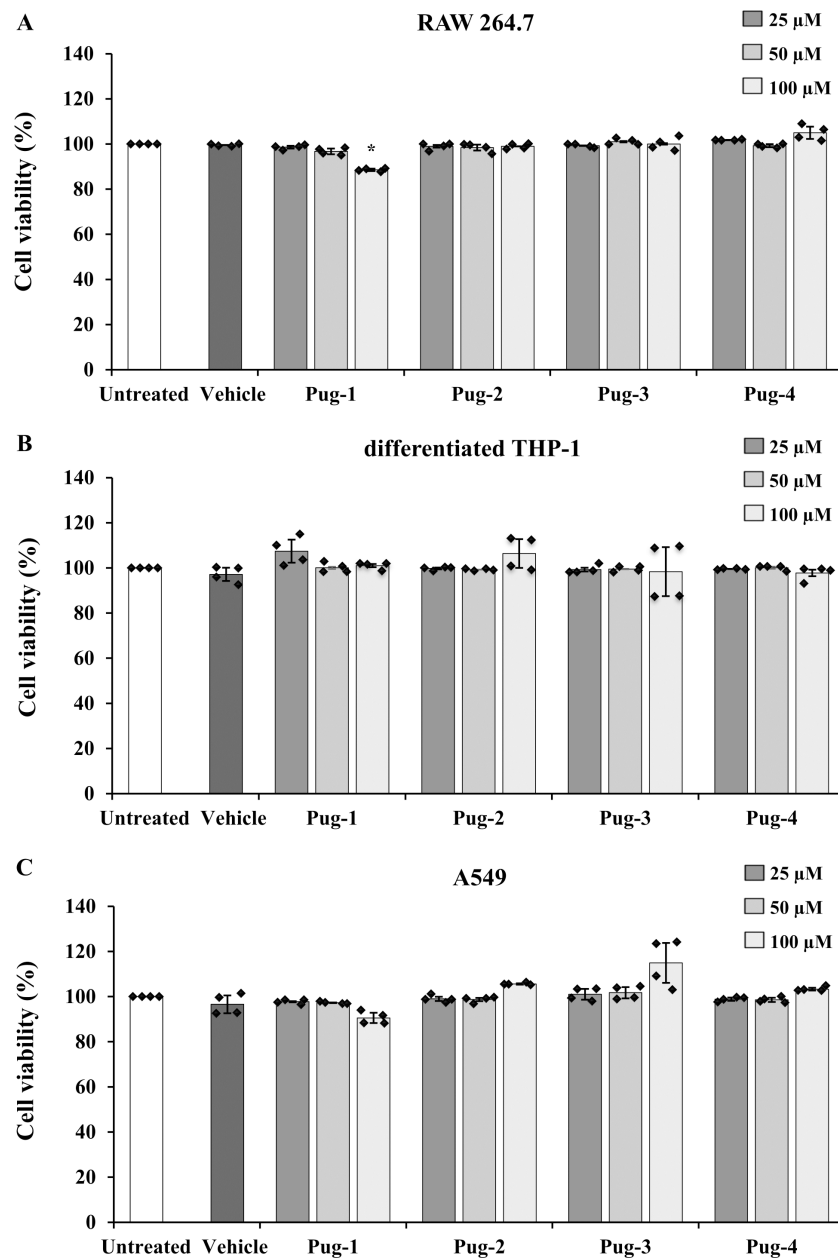 A
RAW 264.7
25 µM
50 µM
100 µM
Cell viability (%)
140
120
100
80
60
40
20
0
*
Untreated Vehicle Pug-1 Pug-2 Pug-3 Pug-4
B
differentiated THP-1
25 µM
50 µM
100 µM
Cell viability (%)
140
120
100
80
60
40
20
0
Untreated Vehicle Pug-1 Pug-2 Pug-3 Pug-4
C
A549
25 µM
50 µM
100 µM
Cell viability (%)
140
120
100
80
60
40
20
0
Untreated Vehicle Pug-1 Pug-2 Pug-3 Pug-4